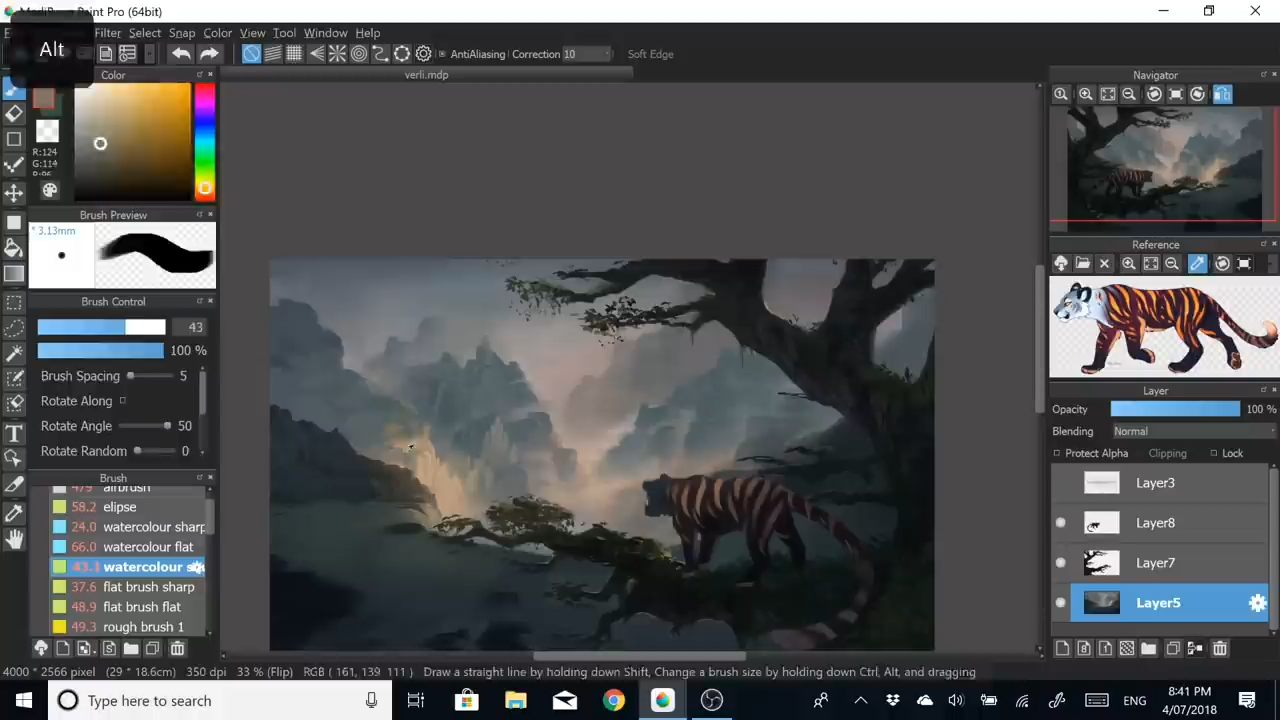 Paint Pro (64bit)
Alt
Filter Select Snap Color View Tool Window Help
AntiAliasing Correction 10 Soft Edge
verli.mdp
Color
R:124
G:114
Brush Preview
* 3.13mm
Brush Control
43
100 %
Brush Spacing 5
Rotate Along
Rotate Angle 50
Rotate Random 0
Brush
479 airbrush
58.2 elipse
24.0 watercolour sharp
66.0 watercolour flat
43.1 watercolour
37.6 flat brush sharp
48.9 flat brush flat
49.3 rough brush 1
Navigator
Reference
Layer
Opacity 100 %
Blending Normal
Protect Alpha Clipping Lock
Layer3
Layer8
Layer7
Layer5
4000 * 2566 pixel (29 * 18.6cm) 350 dpi 33 % (Flip) RGB ( 161, 139, 111 ) Draw a straight line by holding down Shift, Change a brush size by holding down Ctrl, Alt, and dragging
Type here to search
ENG
8:41 PM
4/07/2018